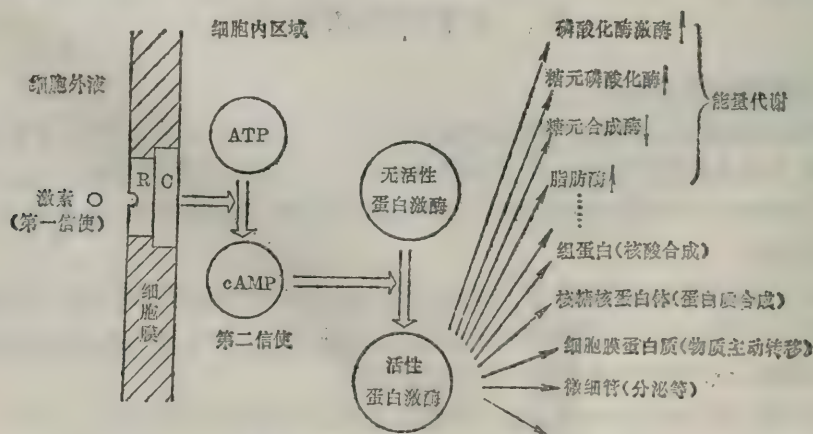 细胞内区域
细胞外液
激素
(第一信使)
R
C
细胞膜
ATP
cAMP
第二信使
无活性
蛋白激酶
活性
蛋白激酶
磷酸化酶激酶↑
糖元磷酸化酶↑
糖元合成酶↓
脂肪酶↑
……
能量代谢
组蛋白(核酸合成)
核糖核蛋白体(蛋白质合成)
细胞膜蛋白质(物质主动转移)
微细管(分泌等)